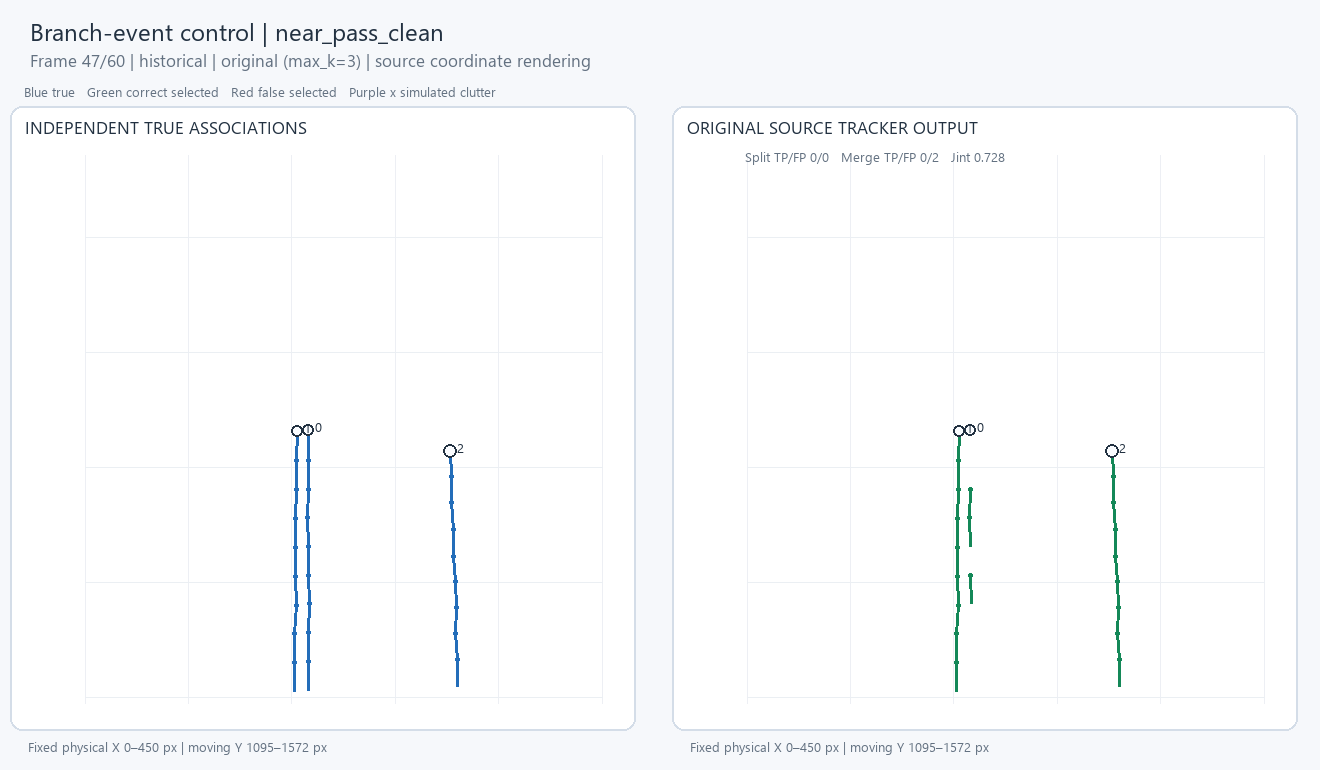 Branch-event control | near_pass_clean
Frame 47/60 | historical | original (max_k=3) | source coordinate rendering
Blue true Green correct selected Red false selected Purple x simulated clutter
INDEPENDENT TRUE ASSOCIATIONS
0
2
Fixed physical X 0–450 px | moving Y 1095–1572 px
ORIGINAL SOURCE TRACKER OUTPUT
Split TP/FP 0/0 Merge TP/FP 0/2 Jint 0.728
0
2
Fixed physical X 0–450 px | moving Y 1095–1572 px